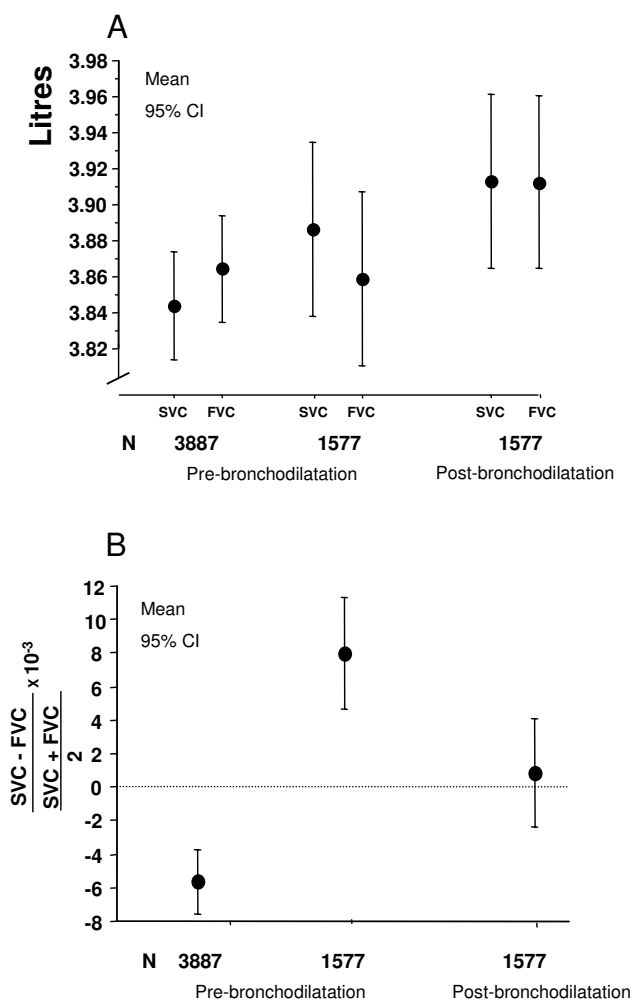 A
Litres
3.98
3.96
3.94
3.92
3.90
3.88
3.86
3.84
3.82
Mean
95% CI
SVC FVC SVC FVC SVC FVC
N 3887 1577 1577
Pre-bronchodilatation Post-bronchodilatation
B
SVC - FVC x 10-3
SVC + FVC
2
12
10
8
6
4
2
0
-2
-4
-6
-8
Mean
95% CI
N 3887 1577 1577
Pre-bronchodilatation Post-bronchodilatation